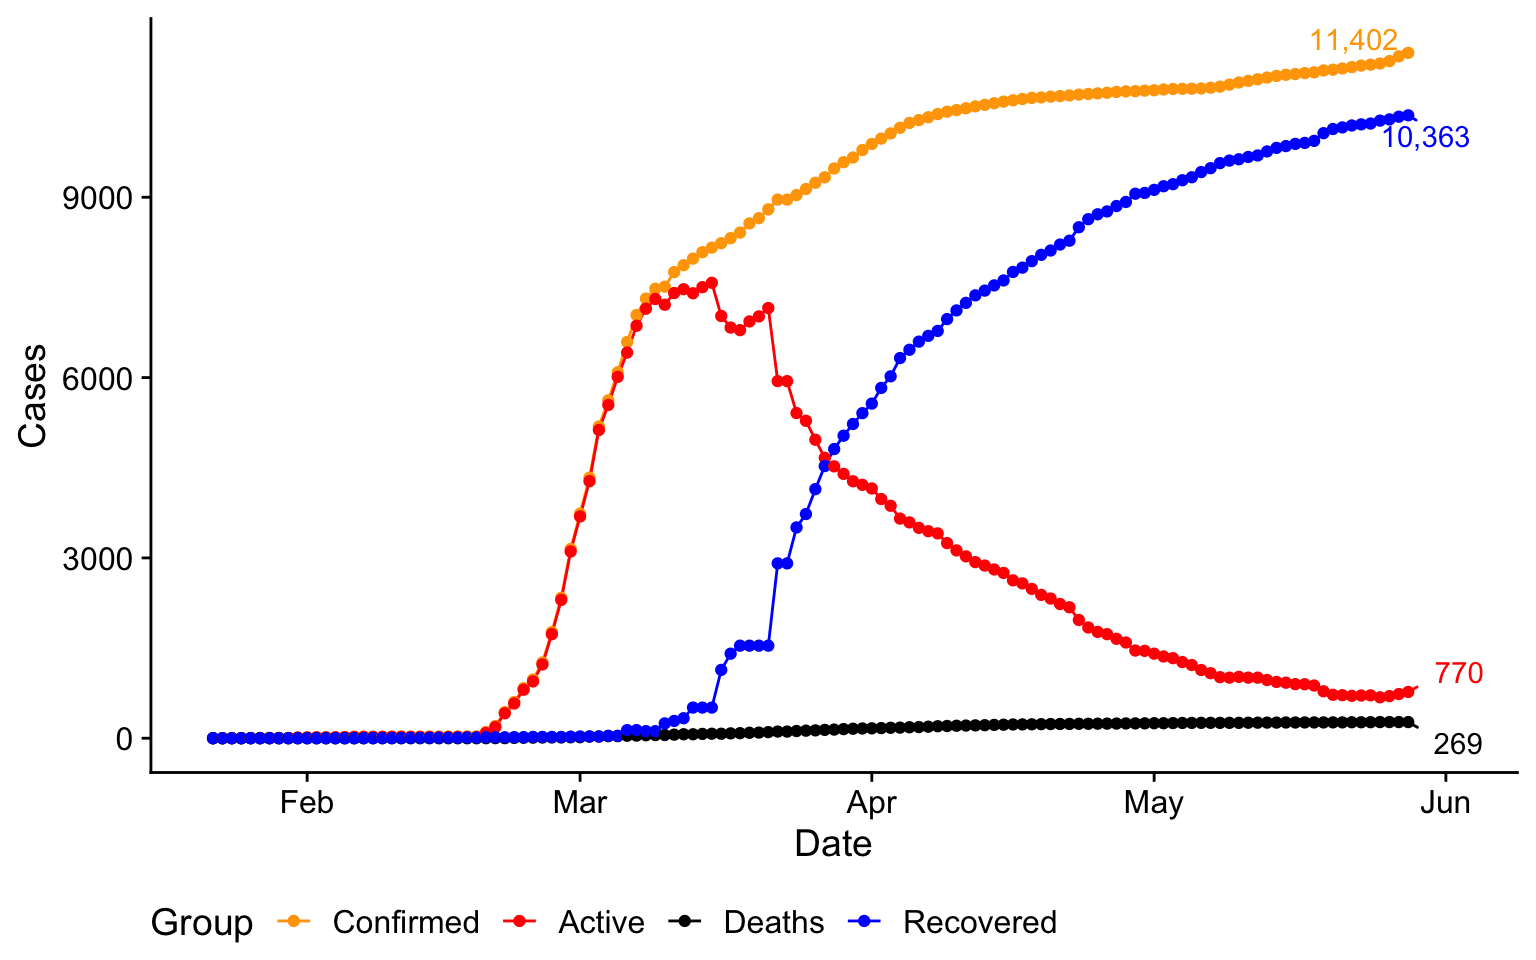 11,402
10,363
9000
6000
3000
0
Cases
770
269
Feb Mar Apr May Jun
Date
Group Confirmed Active Deaths Recovered